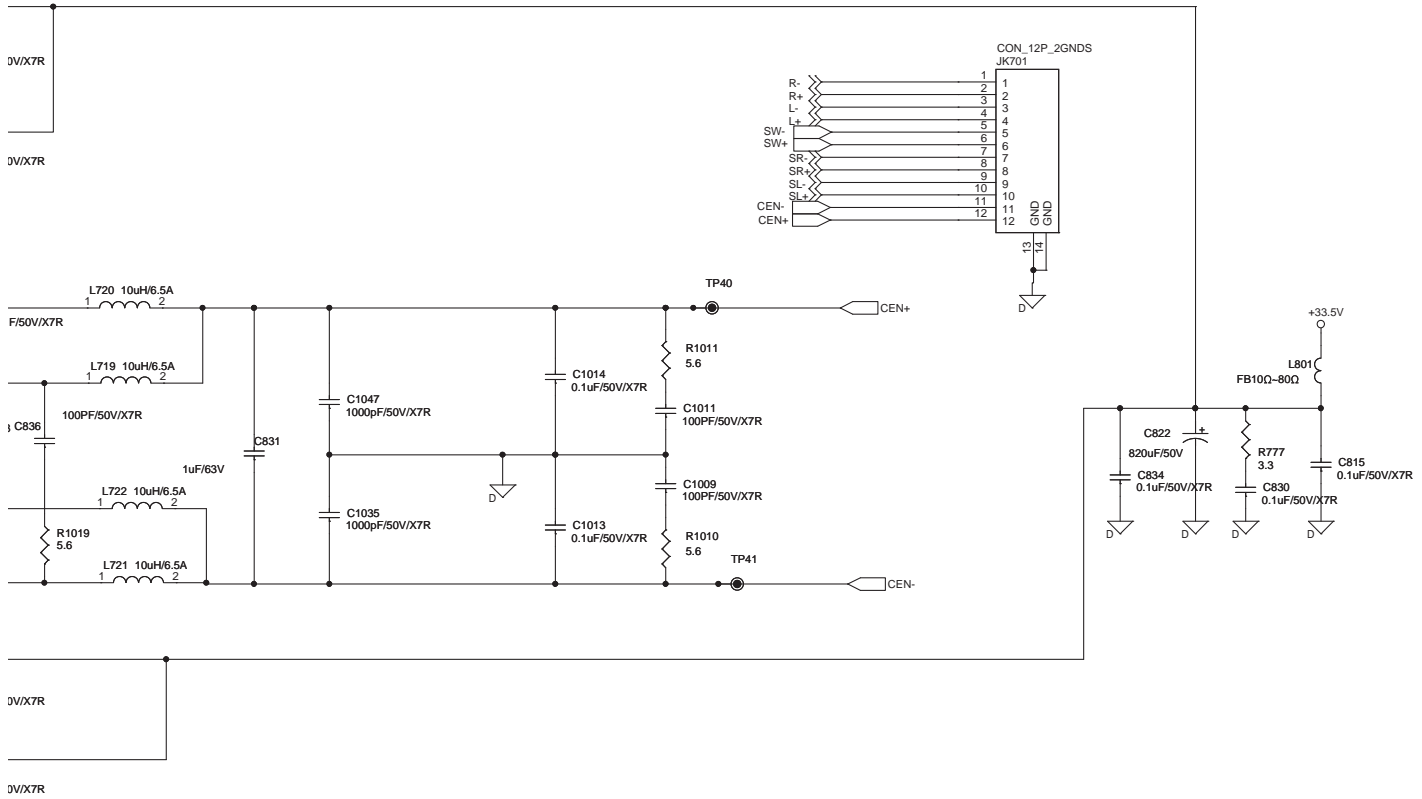 0V/X7R
0V/X7R
CON_12P_2GNDS
JK701
R- 1 1
R+ 2 2
L- 3 3
L+ 4 4
SW- 5 5
SW+ 6 6
SR- 7 7
SR+ 8 8
SL- 9 9
SL+ 10 10
CEN- 11 11
CEN+ 12 12
GND
GND
13
14
D
L720 10uH/6.5A
1 2
F/50V/X7R
TP40
CEN+
L719 10uH/6.5A
1 2
100PF/50V/X7R
C836
C831
1uF/63V
C1047
1000pF/50V/X7R
C1014
0.1uF/50V/X7R
R1011
5.6
C1011
100PF/50V/X7R
D
L722 10uH/6.5A
1 2
R1019
5.6
C1035
1000pF/50V/X7R
C1013
0.1uF/50V/X7R
C1009
100PF/50V/X7R
R1010
5.6
L721 10uH/6.5A
1 2
TP41
CEN-
+33.5V
L801
FB10Ω~80Ω
C822
+
820uF/50V
C834
0.1uF/50V/X7R
R777
3.3
C830
0.1uF/50V/X7R
C815
0.1uF/50V/X7R
D
D
D
D
0V/X7R
0V/X7R